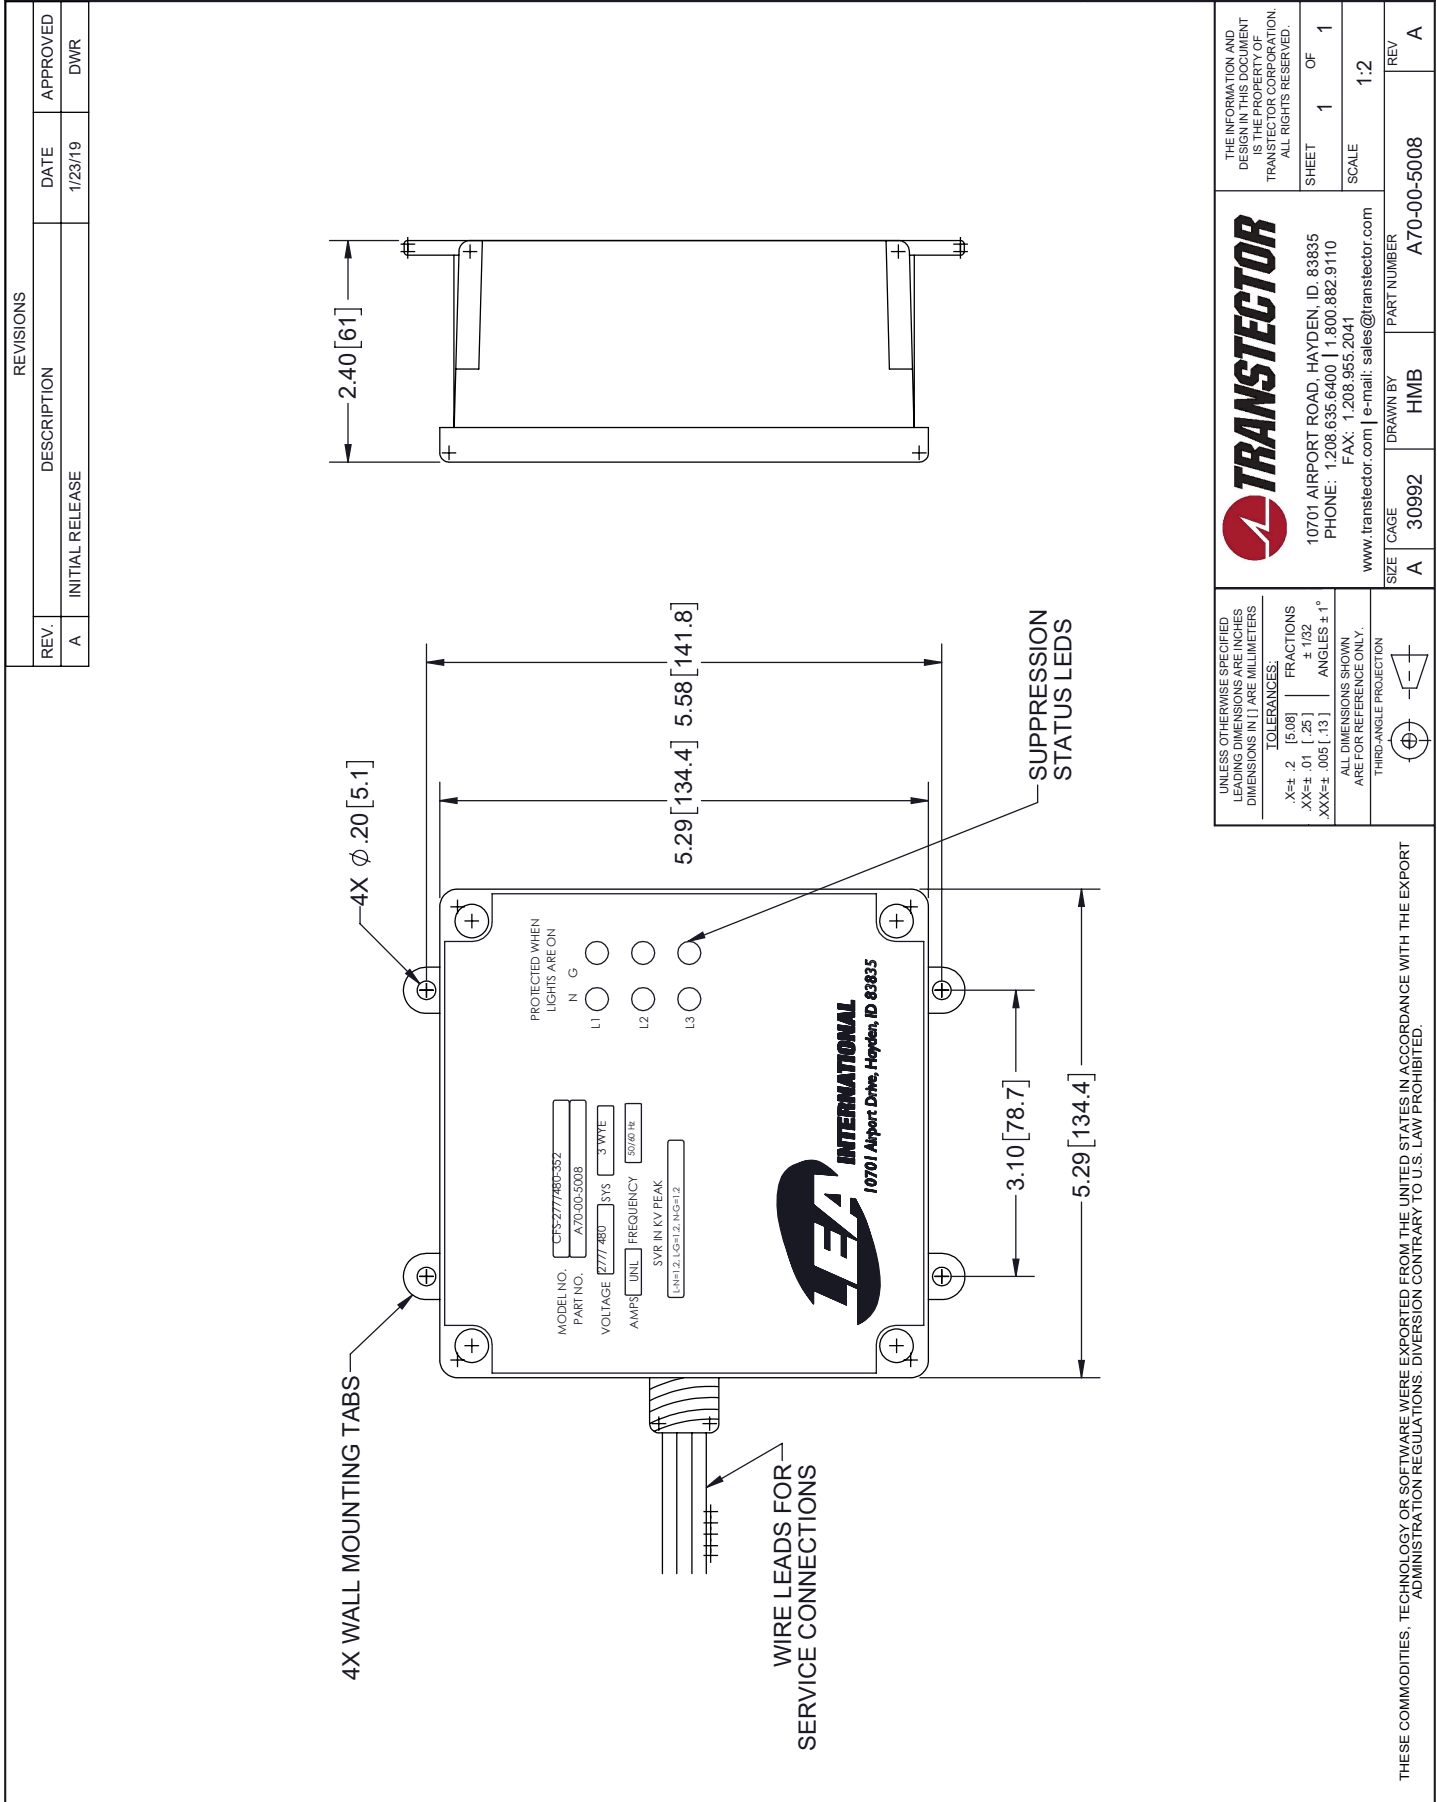 REVISIONS
REV. DESCRIPTION DATE APPROVED
A INITIAL RELEASE 1/23/19 DWR
4X WALL MOUNTING TABS
4X Ø .20 [5.1]
2.40 [61]
5.29 [134.4]
5.58 [141.8]
PROTECTED WHEN
LIGHTS ARE ON
N G
L1
L2
L3
MODEL NO. CFS-277/480-352
PART NO. A70-00-5008
VOLTAGE 277/ 480 SYS 3 WYE
AMPS UNL FREQUENCY 50/60 Hz
SVR IN KV PEAK
L-N=1.2, L-G=1.2, N-G=1.2
LEA
INTERNATIONAL
10701 Airport Drive, Hayden, ID 83835
WIRE LEADS FOR
SERVICE CONNECTIONS
SUPPRESSION
STATUS LEDS
3.10 [78.7]
5.29 [134.4]
UNLESS OTHERWISE SPECIFIED
LEADING DIMENSIONS ARE INCHES
DIMENSIONS IN [ ] ARE MILLIMETERS
TOLERANCES:
.X=± .2 [5.08] FRACTIONS
.XX=± .01 [ .25 ] ± 1/32
.XXX=± .005 [ .13 ] ANGLES ± 1°
ALL DIMENSIONS SHOWN
ARE FOR REFERENCE ONLY.
THIRD-ANGLE PROJECTION
TRANSTECTOR
10701 AIRPORT ROAD, HAYDEN, ID. 83835
PHONE: 1.208.635.6400 | 1.800.882.9110
FAX: 1.208.955.2041
www.transtector.com | e-mail: sales@transtector.com
THE INFORMATION AND
DESIGN IN THIS DOCUMENT
IS THE PROPERTY OF
TRANSTECTOR CORPORATION.
ALL RIGHTS RESERVED.
SHEET 1 OF 1
SCALE 1:2
SIZE CAGE DRAWN BY PART NUMBER REV
A 30992 HMB A70-00-5008 A
THESE COMMODITIES, TECHNOLOGY OR SOFTWARE WERE EXPORTED FROM THE UNITED STATES IN ACCORDANCE WITH THE EXPORT
ADMINISTRATION REGULATIONS. DIVERSION CONTRARY TO U.S. LAW PROHIBITED.